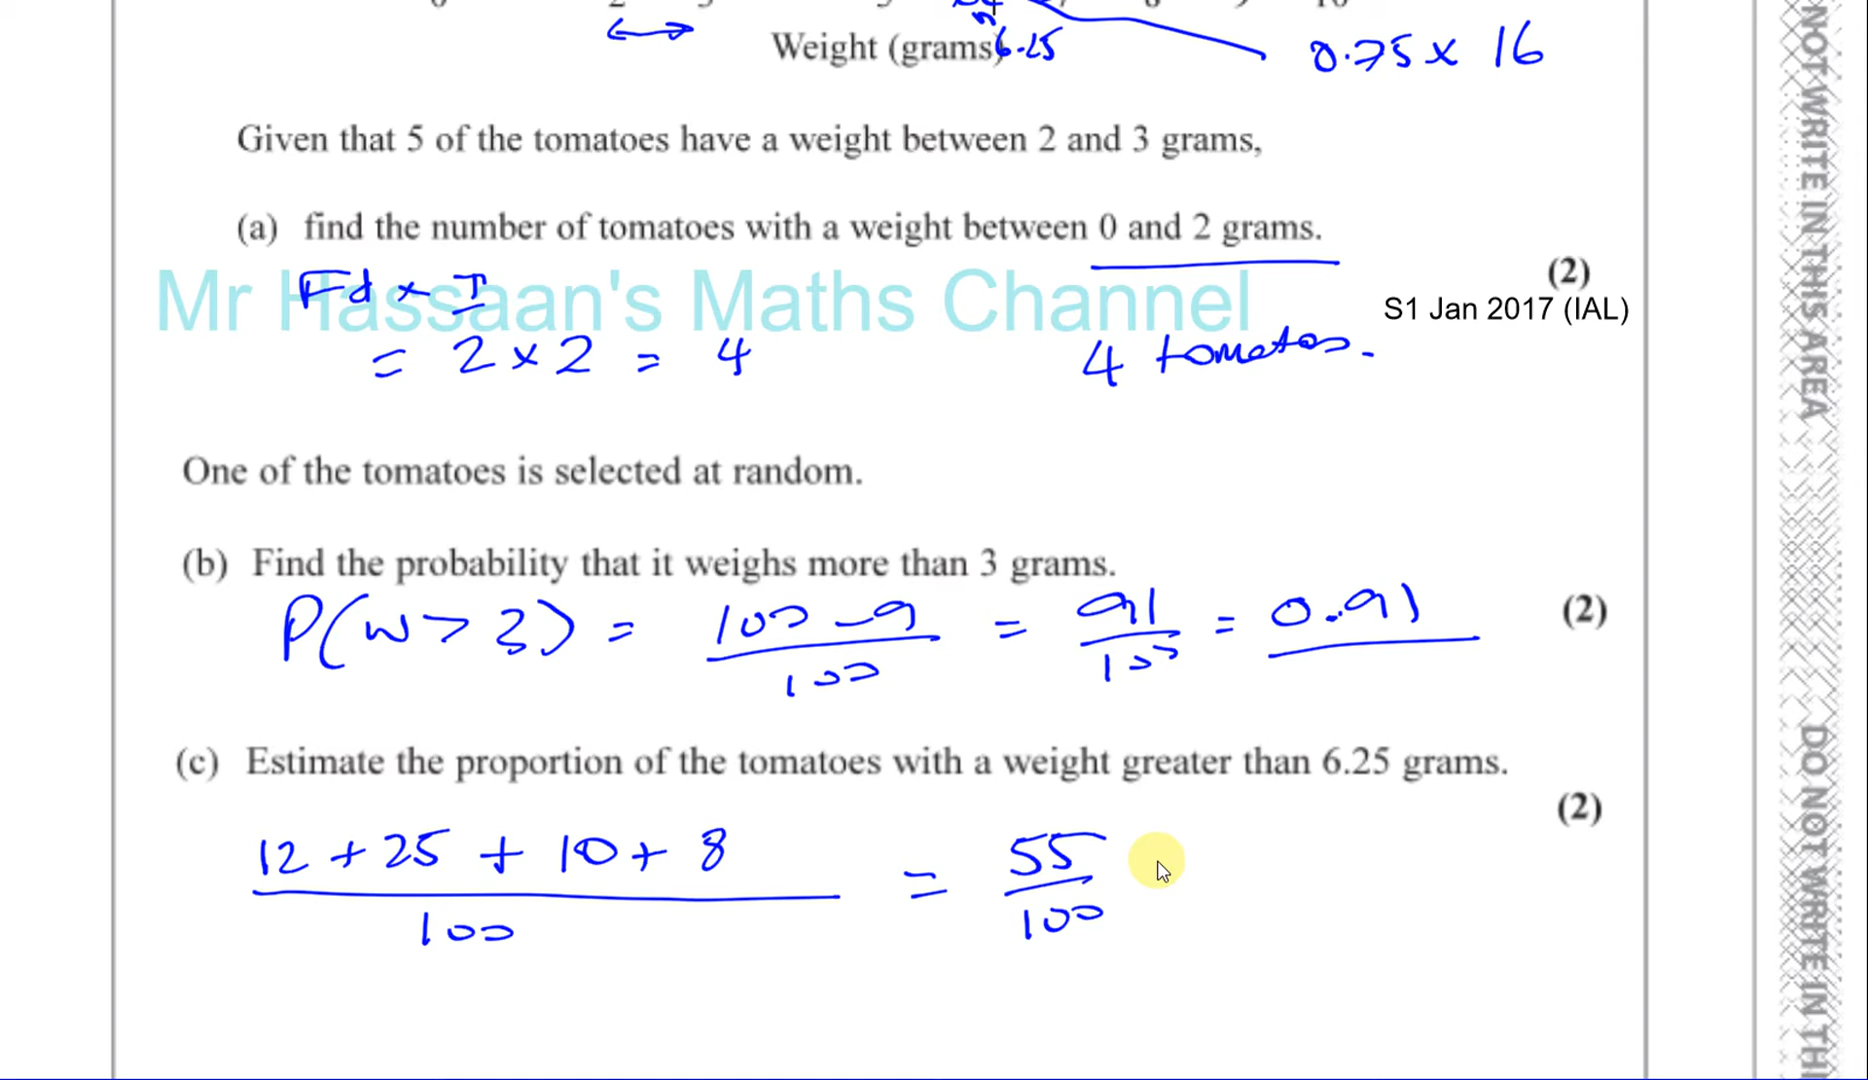 Weight (grams) 6.25 0.75 × 16
Given that 5 of the tomatoes have a weight between 2 and 3 grams,
(a) find the number of tomatoes with a weight between 0 and 2 grams.
(2)
Mr Hassaan's Maths Channel
Fd × I
S1 Jan 2017 (IAL)
= 2 × 2 = 4 4 tomatos.
One of the tomatoes is selected at random.
(b) Find the probability that it weighs more than 3 grams.
P(w > 3) = 100 - 9 / 100 = 91 / 100 = 0.91
(2)
(c) Estimate the proportion of the tomatoes with a weight greater than 6.25 grams.
(2)
12 + 25 + 10 + 8 / 100 = 55 / 100
NOT WRITE IN THIS AREA
DO NOT WRITE IN THI